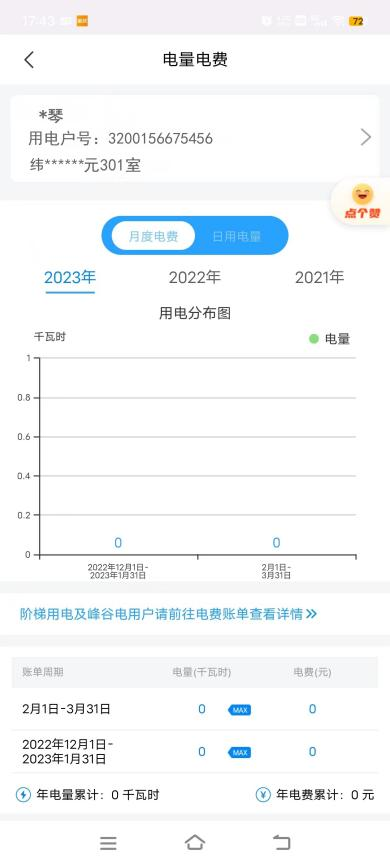 17:43
72
电量电费
*琴
用电户号：3200156675456
纬******元301室
点个赞
月度电费 日用电量
2023年 2022年 2021年
用电分布图
千瓦时 电量
1
0.8
0.6
0.4
0.2
0 0
0
2022年12月1日- 2月1日-
2023年1月31日 3月31日
阶梯用电及峰谷电用户请前往电费账单查看详情
账单周期 电量(千瓦时) 电费(元)
2月1日-3月31日 0 MAX 0
2022年12月1日-
2023年1月31日 0 MAX 0
年电量累计：0 千瓦时 ¥ 年电费累计：0 元